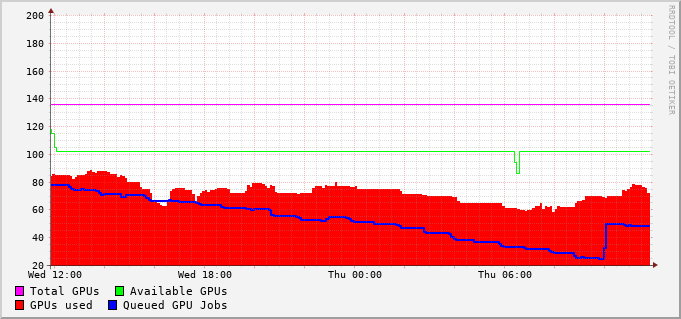 200
180
160
140
120
100
80
60
40
20
Wed 12:00 Wed 18:00 Thu 00:00 Thu 06:00
Total GPUs Available GPUs
GPUs used Queued GPU Jobs
RRDTOOL / TOBI OETIKER